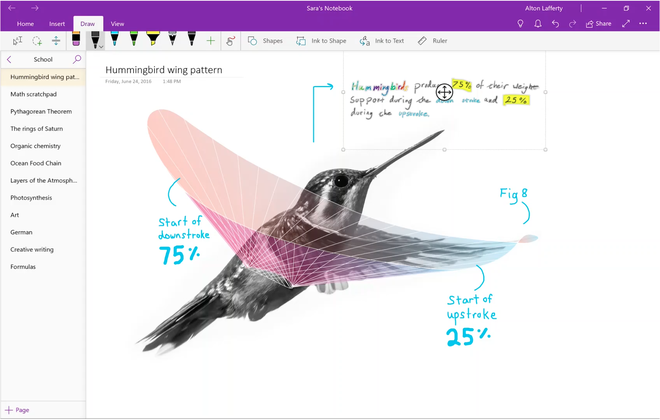 Sara's Notebook
Alton Lafferty
Home
Insert
Draw
View
Share
Shapes
Ink to Shape
Ink to Text
Ruler
School
Hummingbird wing pat...
Math scratchpad
Pythagorean Theorem
The rings of Saturn
Organic chemistry
Ocean Food Chain
Layers of the Atmosph...
Photosynthesis
Art
German
Creative writing
Formulas
Page
Hummingbird wing pattern
Friday, June 24, 2016 1:48 PM
Hummingbirds 75% of their weight
Support during the down stroke and 25%
during the upstroke.
Start of
downstroke
75%
Fig 8
Start of
upstroke
25%